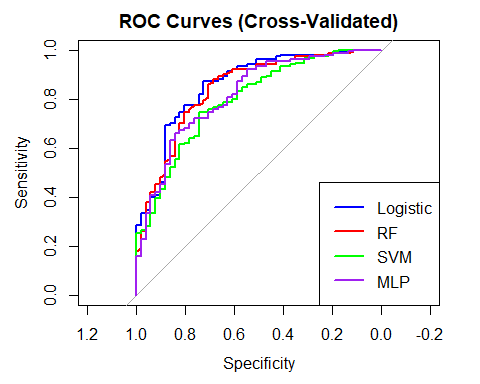 ROC Curves (Cross-Validated)
Sensitivity
1.0
0.8
0.6
0.4
0.2
0.0
Logistic
RF
SVM
MLP
1.2 1.0 0.8 0.6 0.4 0.2 0.0 -0.2
Specificity